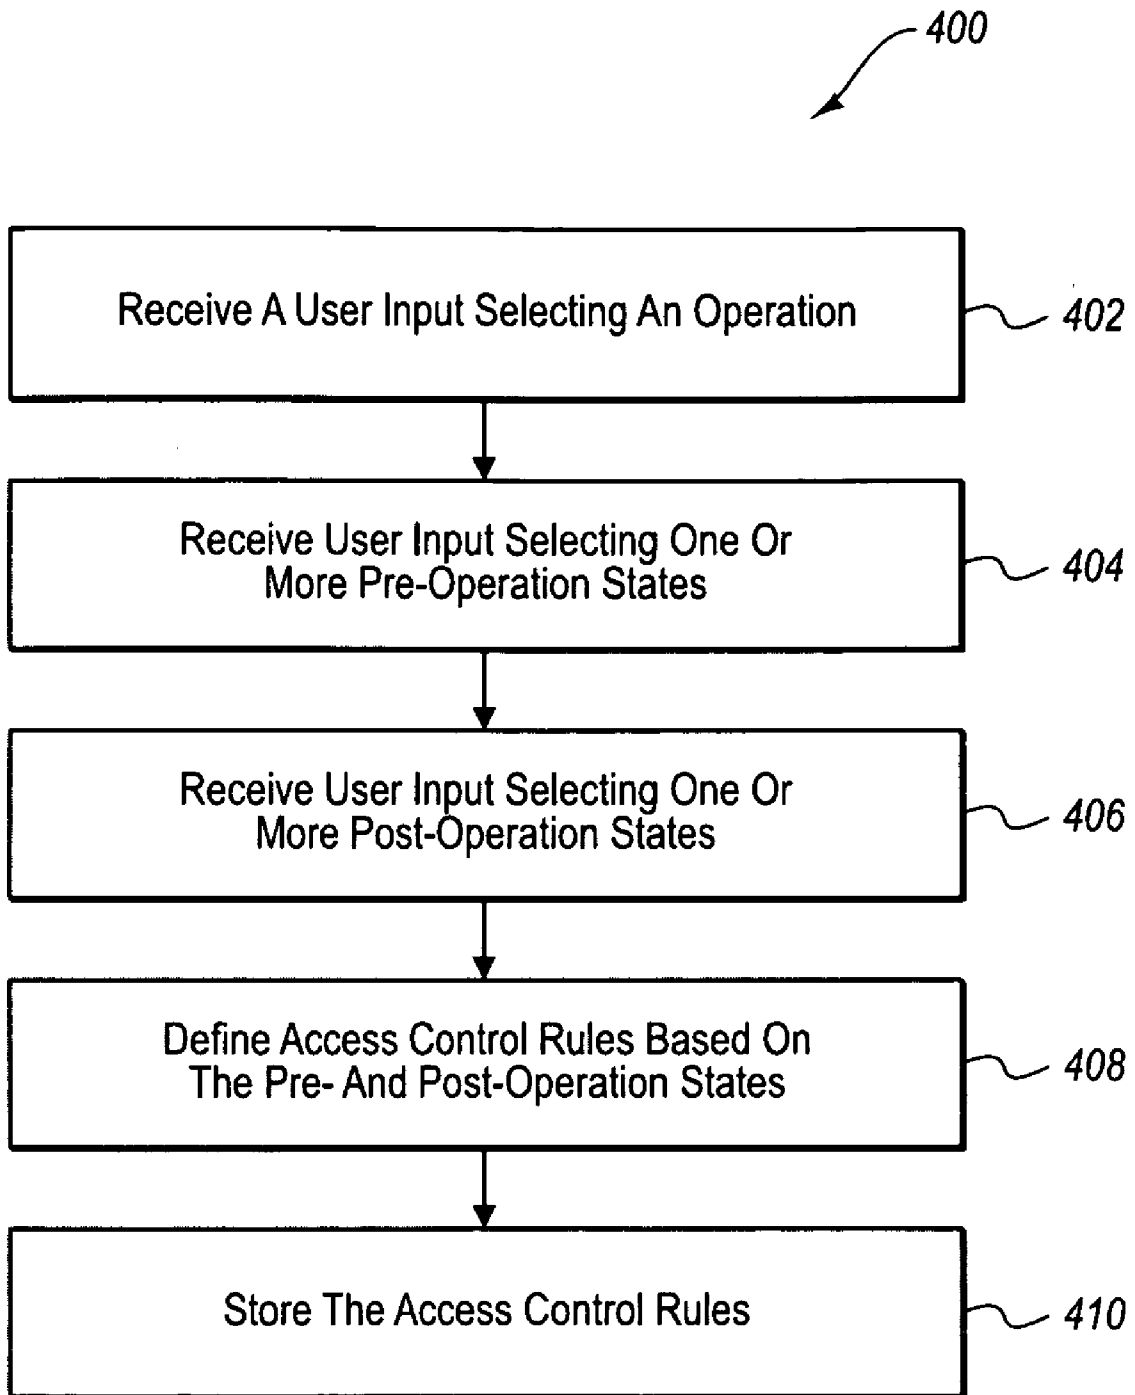 400
Receive A User Input Selecting An Operation
402
Receive User Input Selecting One Or
More Pre-Operation States
404
Receive User Input Selecting One Or
More Post-Operation States
406
Define Access Control Rules Based On
The Pre- And Post-Operation States
408
Store The Access Control Rules
410